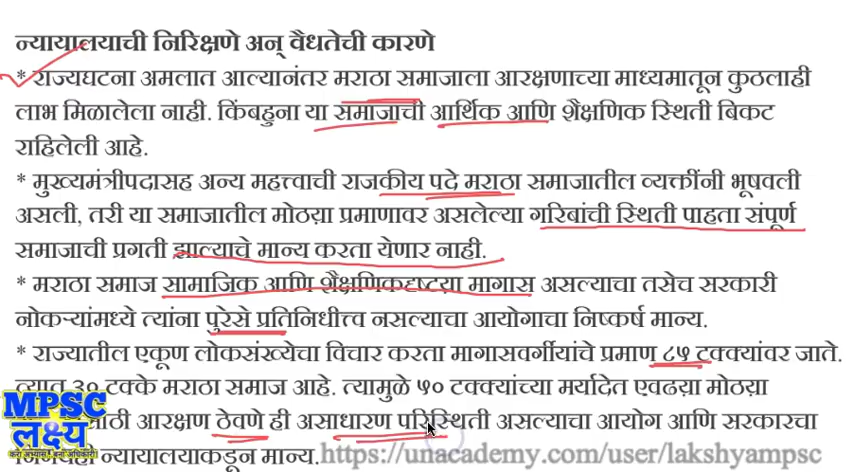 न्यायालयाची निरिक्षणे अन् वैधतेची कारणे
* राज्यघटना अमलात आल्यानंतर मराठा समाजाला आरक्षणाच्या माध्यमातून कुठलाही
लाभ मिळालेला नाही. किंबहुना या समाजाची आर्थिक आणि शैक्षणिक स्थिती बिकट
राहिलेली आहे.
* मुख्यमंत्रीपदासह अन्य महत्त्वाची राजकीय पदे मराठा समाजातील व्यक्तींनी भूषवली
असली, तरी या समाजातील मोठय़ा प्रमाणावर असलेल्या गरिबांची स्थिती पाहता संपूर्ण
समाजाची प्रगती झाल्याचे मान्य करता येणार नाही.
* मराठा समाज सामाजिक आणि शैक्षणिकदृष्टय़ा मागास असल्याचा तसेच सरकारी
नोकऱ्यांमध्ये त्यांना पुरेसे प्रतिनिधीत्त्व नसल्याचा आयोगाचा निष्कर्ष मान्य.
* राज्यातील एकूण लोकसंख्येचा विचार करता मागासवर्गीयांचे प्रमाण ८५ टक्क्यांवर जाते.
त्यात ३० टक्के मराठा समाज आहे. त्यामुळे ५० टक्क्यांच्या मर्यादेत एवढय़ा मोठय़ा
आरक्षण ठेवणे ही असाधारण परिस्थिती असल्याचा आयोग आणि सरकारचा
न्यायालयाकडून मान्य.
MPSC
लक्ष्य
https://unacademy.com/user/lakshyampsc